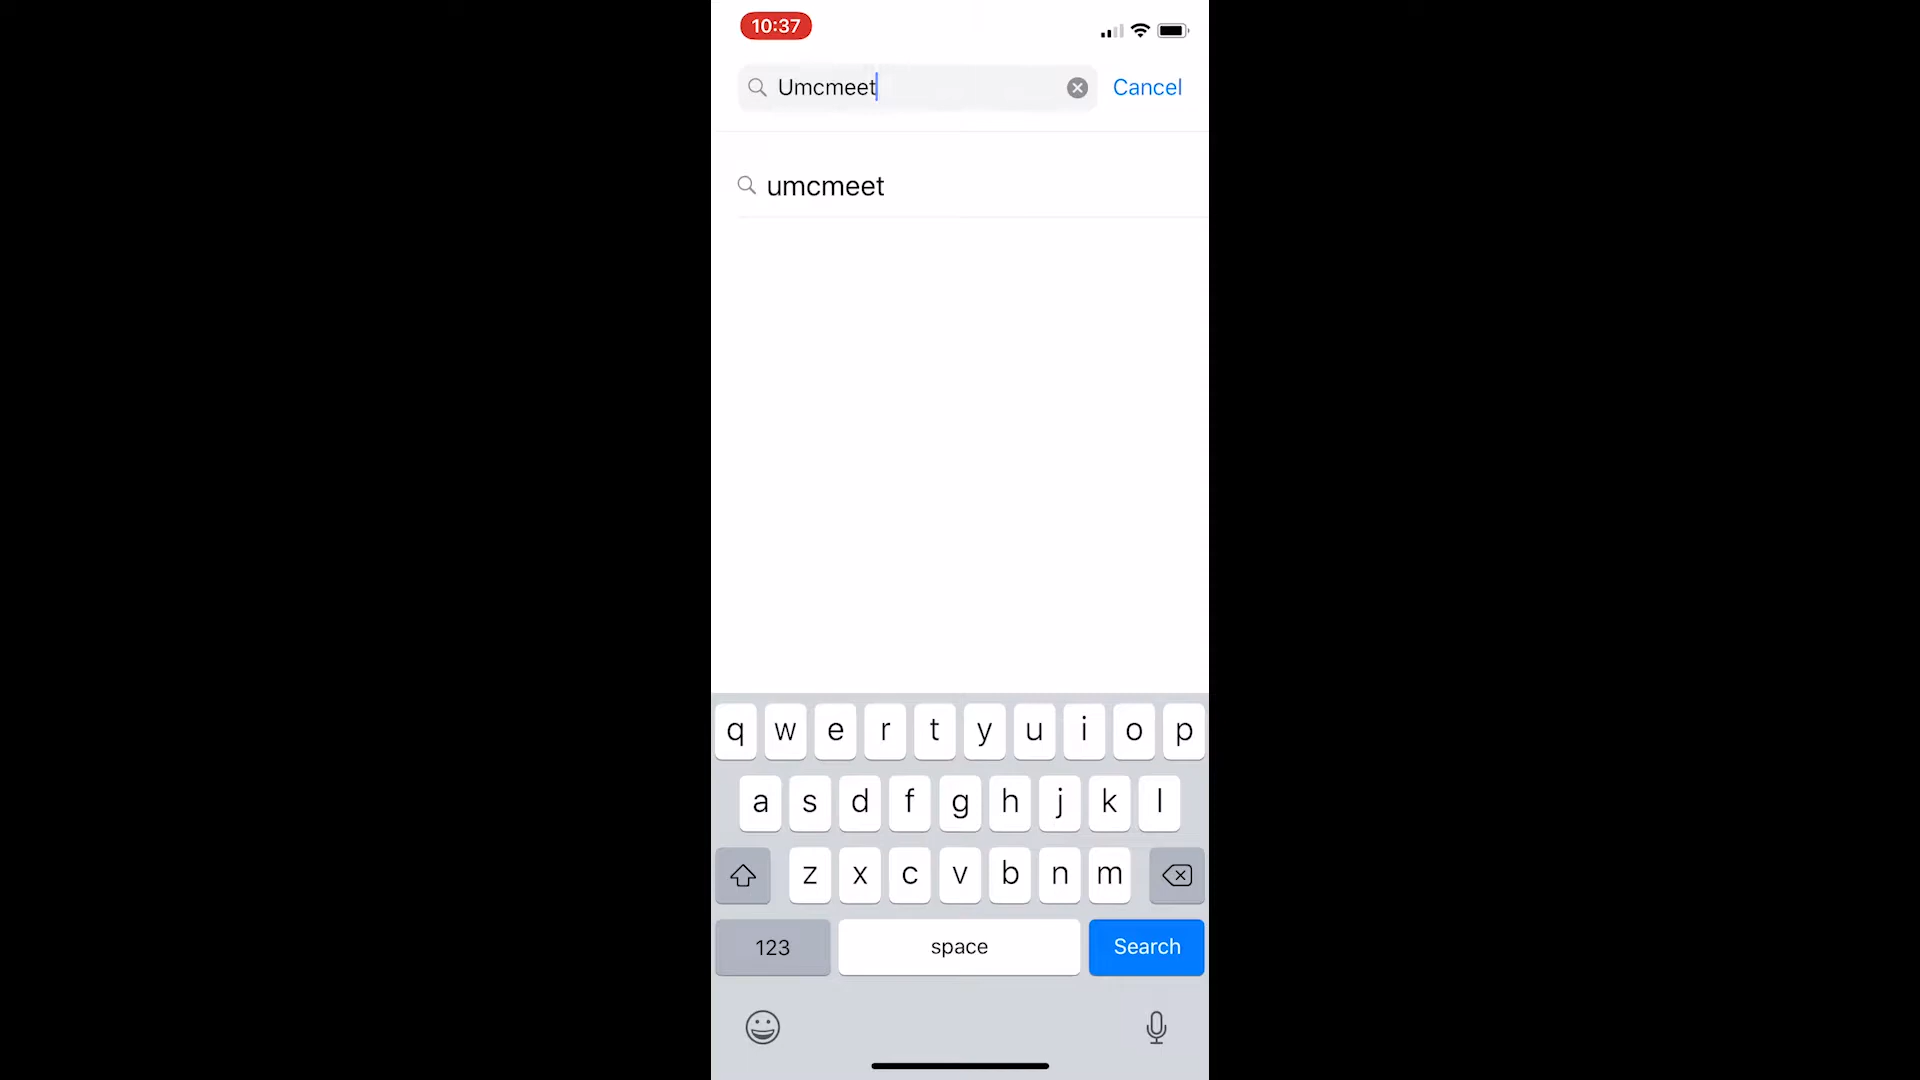 10:37
Umcmeet
Cancel
umcmeet
q w e r t y u i o p
a s d f g h j k l
z x c v b n m
123 space Search